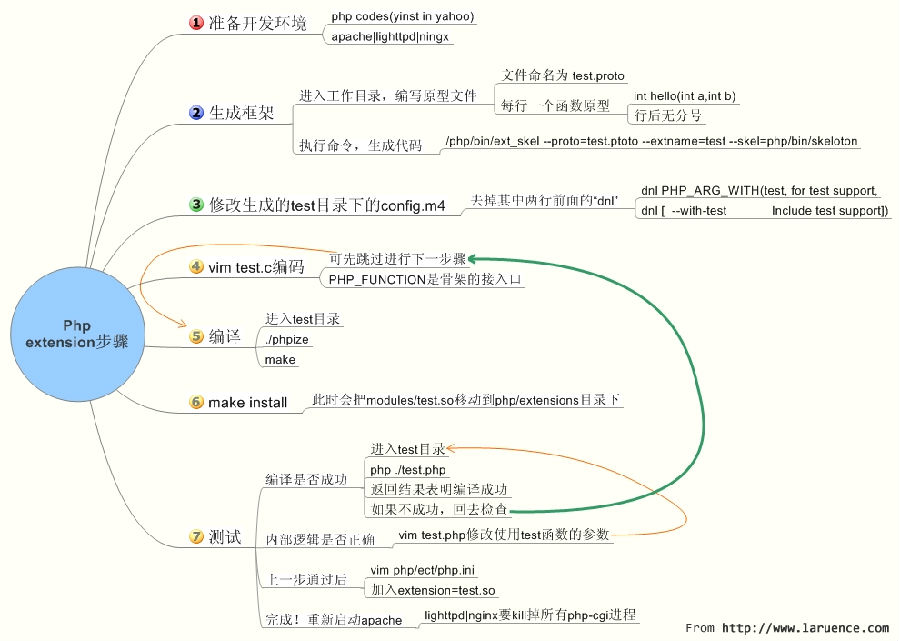 Php
extension步骤
1 准备开发环境
php codes(yinst in yahoo)
apache|lighttpd|ningx
2 生成框架
进入工作目录，编写原型文件
文件命名为 test.proto
每行一个函数原型
int hello(int a,int b)
行后无分号
执行命令，生成代码
/php/bin/ext_skel --proto=test.ptoto --extname=test --skel=php/bin/skeloton
3 修改生成的test目录下的config.m4
去掉其中两行前面的“dnl”
dnl PHP_ARG_WITH(test, for test support,
dnl [ --with-test Include test support])
4 vim test.c编码
可先跳过进行下一步骤
PHP_FUNCTION是骨架的接入口
5 编译
进入test目录
./phpize
make
6 make install
此时会把modules/test.so移动到php/extensions目录下
7 测试
编译是否成功
进入test目录
php ./test.php
返回结果表明编译成功
如果不成功，回去检查
内部逻辑是否正确
vim test.php修改使用test函数的参数
上一步通过后
vim php/ect/php.ini
加入extension=test.so
完成！重新启动apache
lighttpd|nginx要kill掉所有php-cgi进程
From http://www.laruence.com